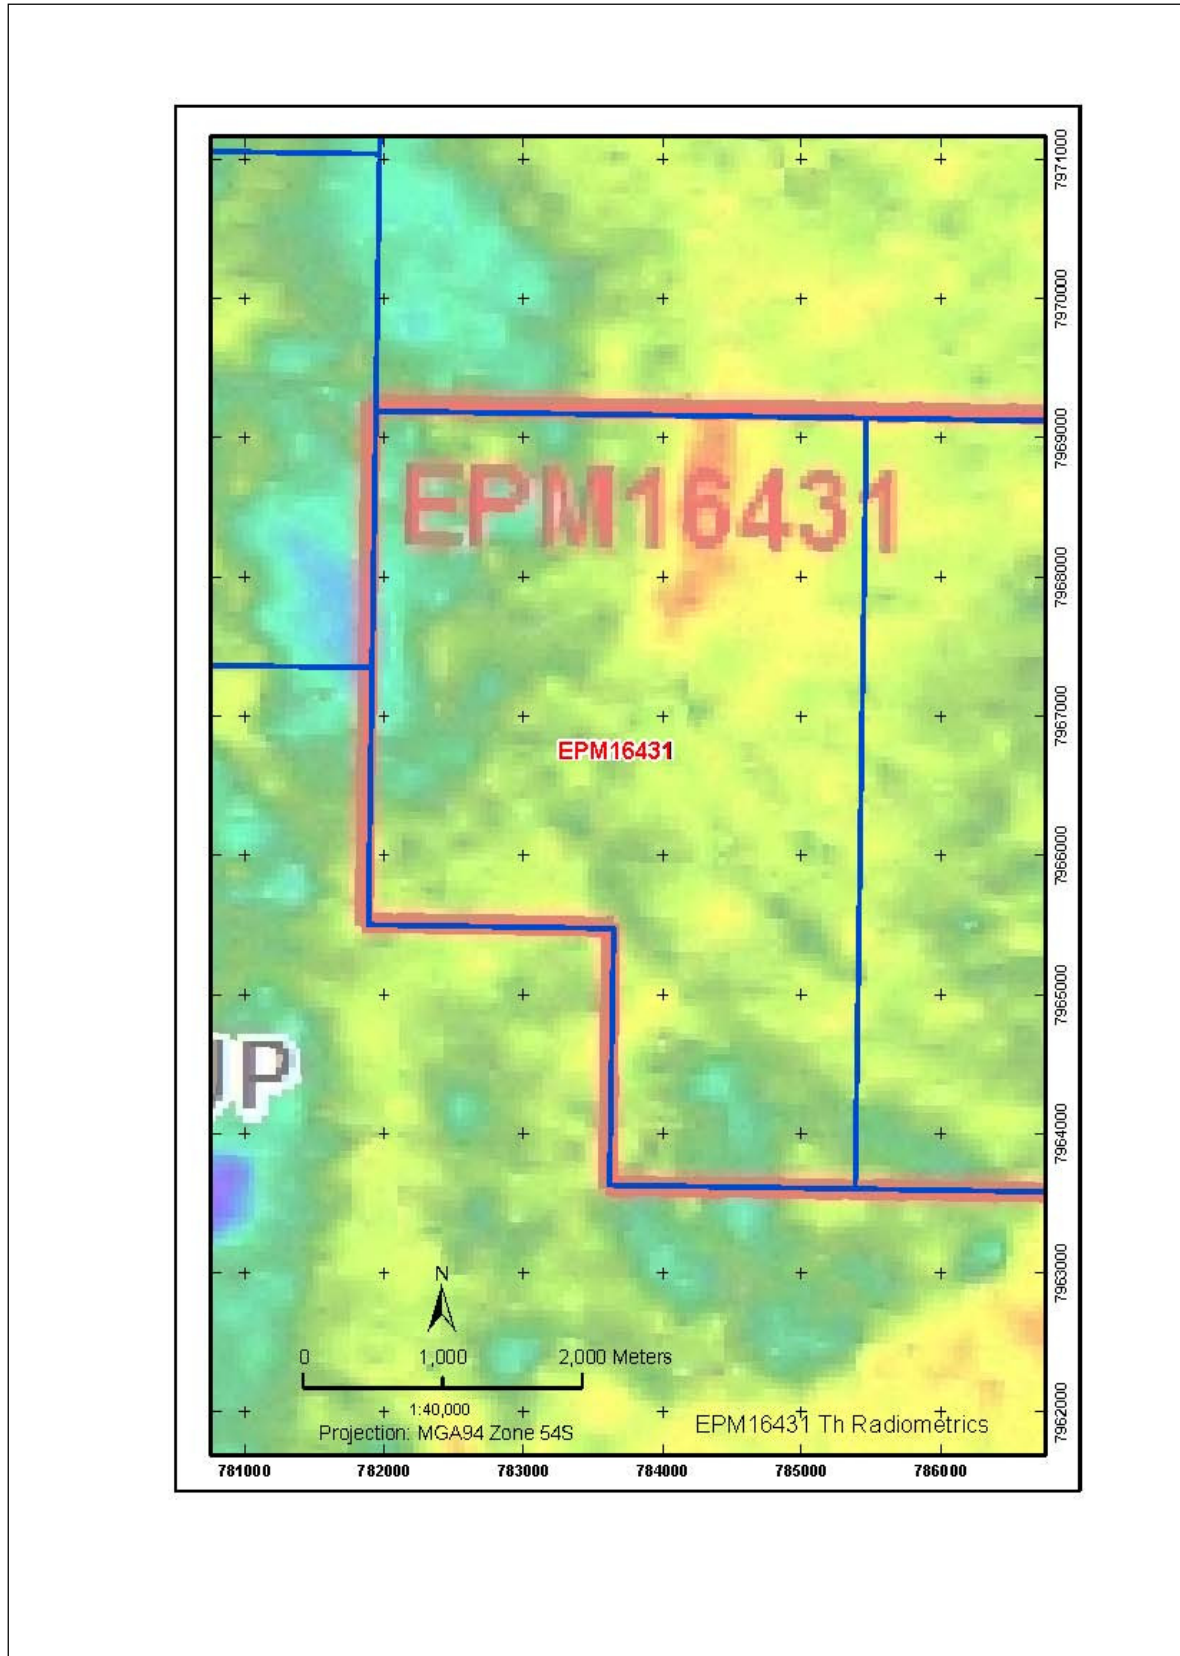 7971000
7970000
7969000
EPM16431
7968000
7967000
EPM16431
7966000
7965000
UP
7964000
7963000
N
0 1,000 2,000 Meters
1:40,000
Projection: MGA94 Zone 54S
EPM16431 Th Radiometrics
7962000
781000 782000 783000 784000 785000 786000